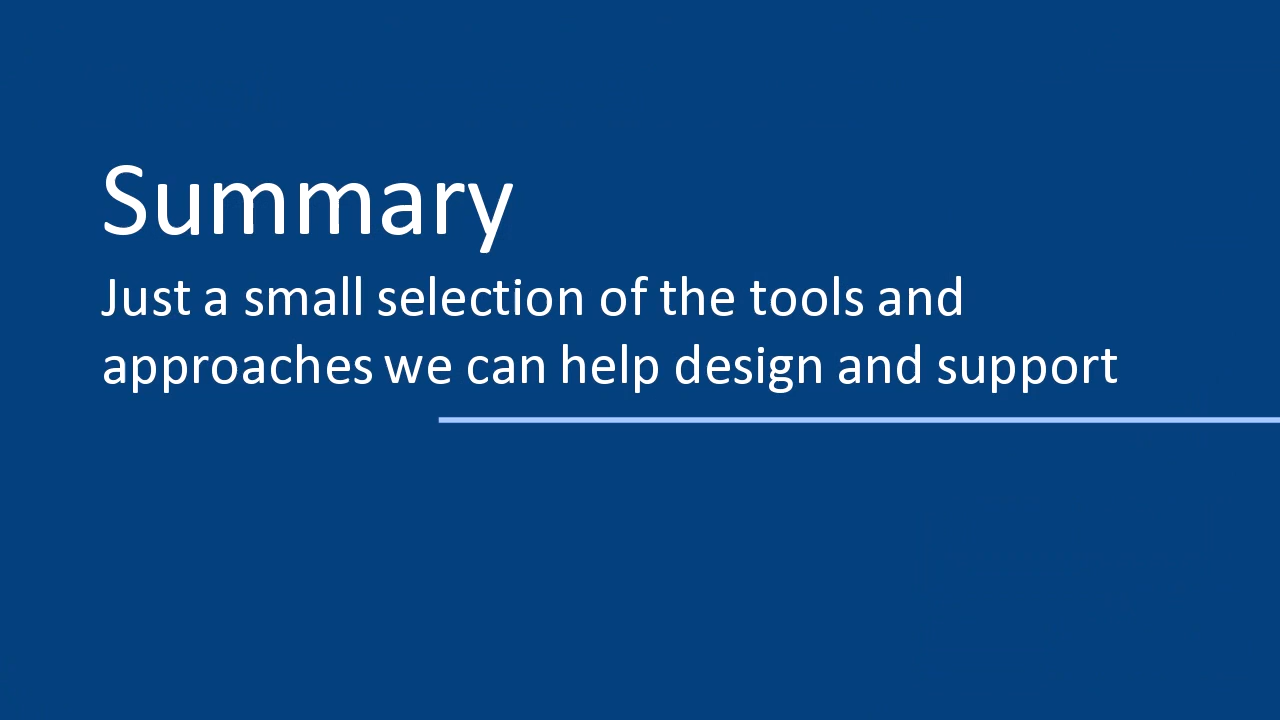 Summary
Just a small selection of the tools and
approaches we can help design and support